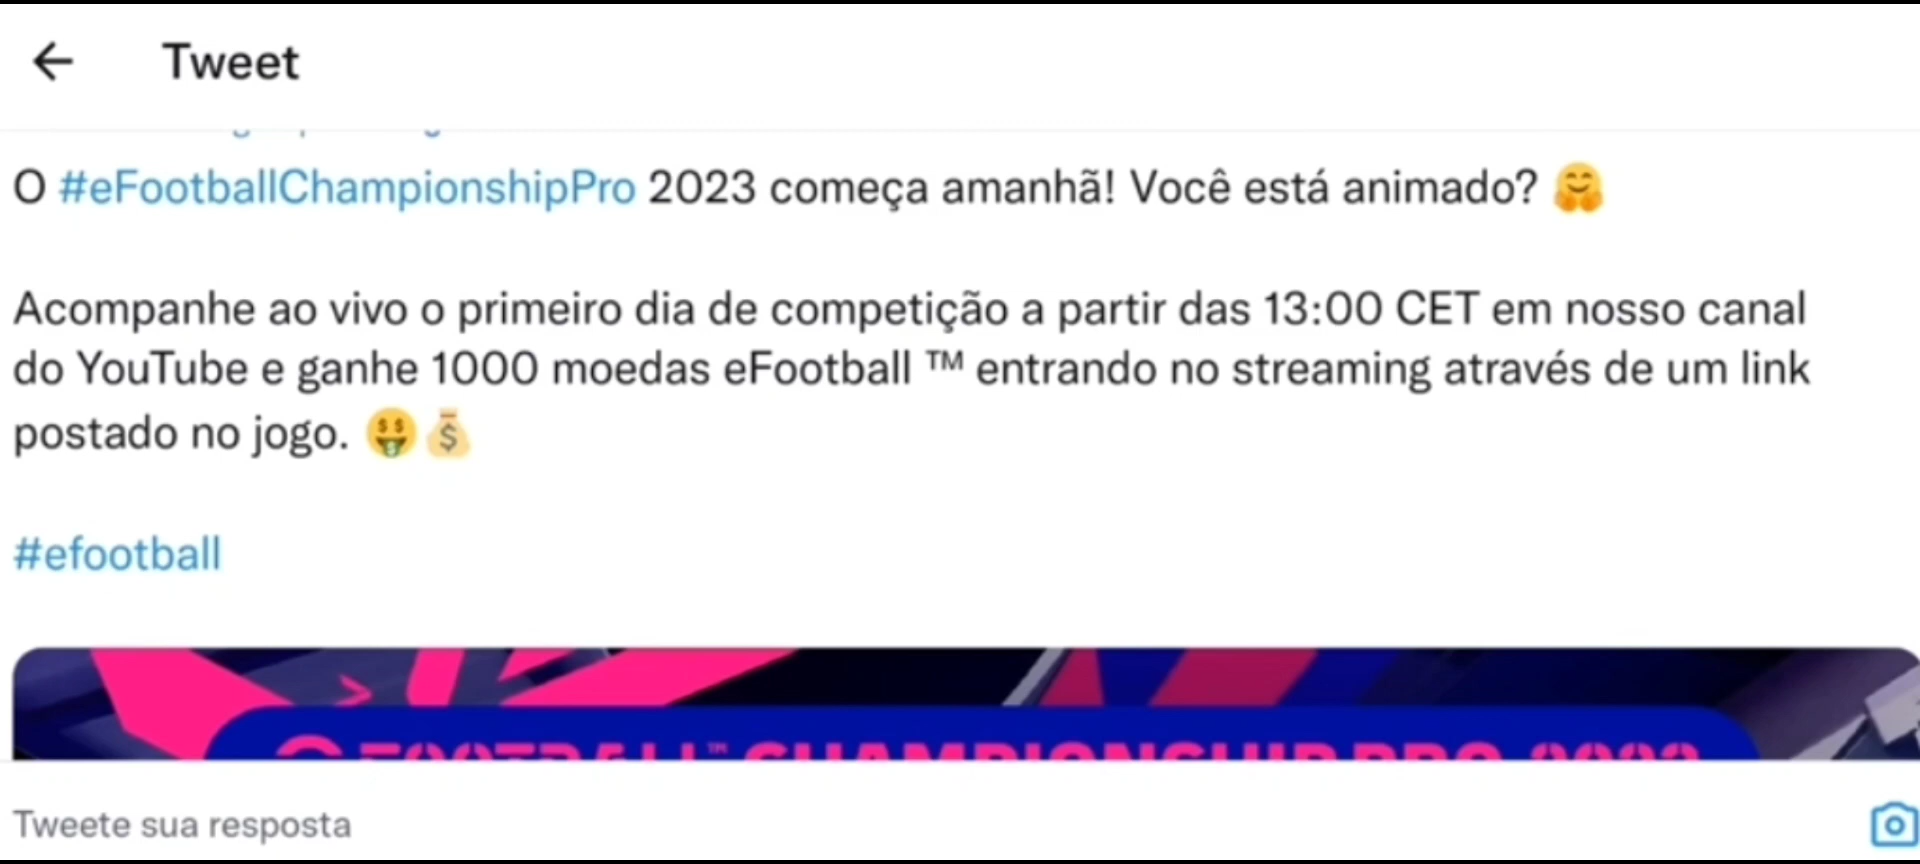 Tweet
O #eFootballChampionshipPro 2023 começa amanhã! Você está animado? 🤗
Acompanhe ao vivo o primeiro dia de competição a partir das 13:00 CET em nosso canal
do YouTube e ganhe 1000 moedas eFootball ™ entrando no streaming através de um link
postado no jogo. 🤑💰
#efootball
EFOOTBALL™ CHAMPIONSHIP PRO 2023
Tweete sua resposta